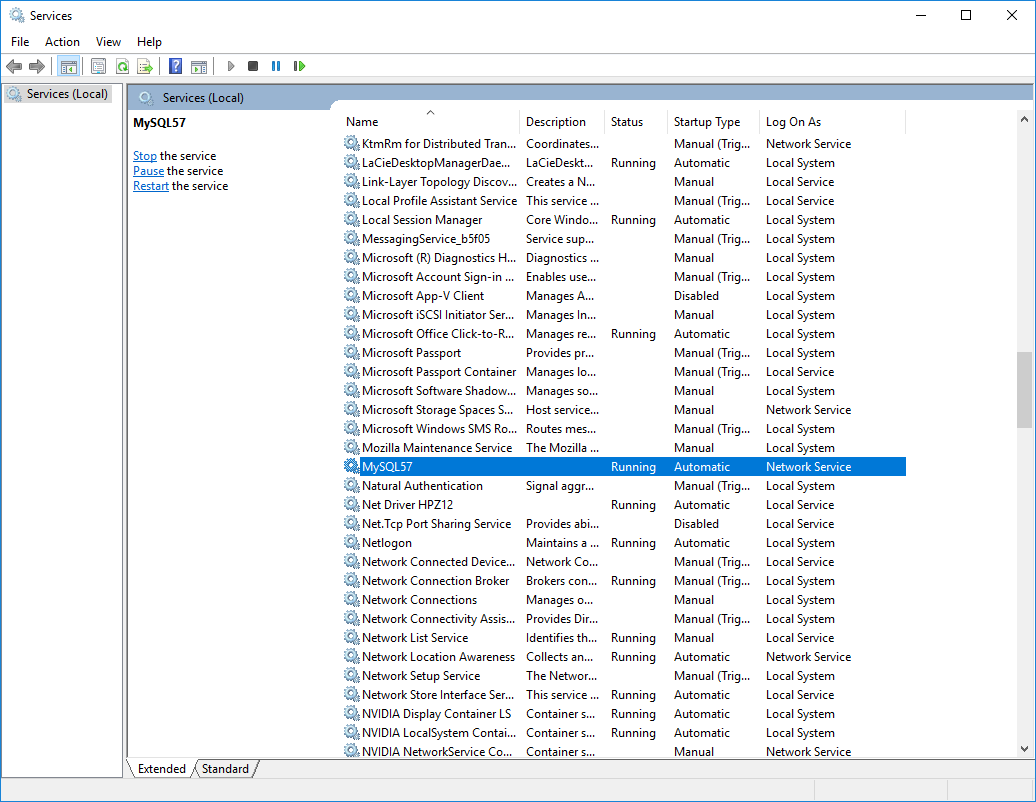 Services
File Action View Help
Services (Local)
Services (Local)
MySQL57
Stop the service
Pause the service
Restart the service
Name Description Status Startup Type Log On As
KtmRm for Distributed Tran... Coordinates... Manual (Trig... Network Service
LaCieDesktopManagerDae... LaCieDeskt... Running Automatic Local System
Link-Layer Topology Discov... Creates a N... Manual Local Service
Local Profile Assistant Service This service ... Manual (Trig... Local Service
Local Session Manager Core Windo... Running Automatic Local System
MessagingService_b5f05 Service sup... Manual (Trig... Local System
Microsoft (R) Diagnostics H... Diagnostics ... Manual Local System
Microsoft Account Sign-in ... Enables use... Manual (Trig... Local System
Microsoft App-V Client Manages A... Disabled Local System
Microsoft iSCSI Initiator Ser... Manages In... Manual Local System
Microsoft Office Click-to-R... Manages re... Running Automatic Local System
Microsoft Passport Provides pr... Manual (Trig... Local System
Microsoft Passport Container Manages lo... Manual (Trig... Local Service
Microsoft Software Shadow... Manages so... Manual Local System
Microsoft Storage Spaces S... Host service... Manual Network Service
Microsoft Windows SMS Ro... Routes mes... Manual (Trig... Local System
Mozilla Maintenance Service The Mozilla ... Manual Local System
MySQL57 Running Automatic Network Service
Natural Authentication Signal aggr... Manual (Trig... Local System
Net Driver HPZ12 Running Automatic Local Service
Net.Tcp Port Sharing Service Provides abi... Disabled Local Service
Netlogon Maintains a ... Running Automatic Local System
Network Connected Device... Network Co... Manual (Trig... Local Service
Network Connection Broker Brokers con... Running Manual (Trig... Local System
Network Connections Manages o... Manual Local System
Network Connectivity Assis... Provides Dir... Manual (Trig... Local System
Network List Service Identifies th... Running Manual Local Service
Network Location Awareness Collects an... Running Automatic Network Service
Network Setup Service The Networ... Manual (Trig... Local System
Network Store Interface Ser... This service ... Running Automatic Local Service
NVIDIA Display Container LS Container s... Running Automatic Local System
NVIDIA LocalSystem Contai... Container s... Running Automatic Local System
NVIDIA NetworkService Co... Container s... Manual Network Service
Extended Standard